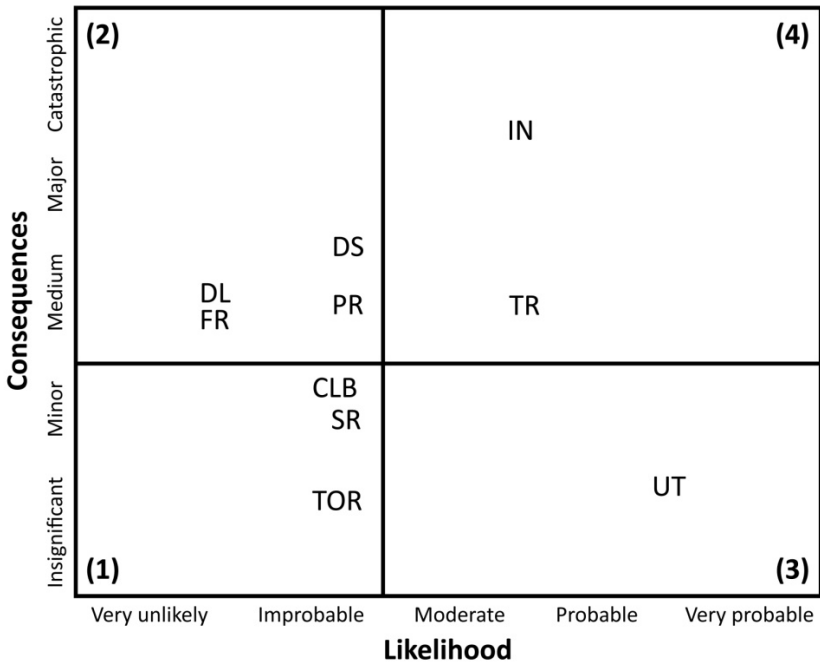 (2)
(4)
Catastrophic
IN
Major
DS
Medium
DL
PR
TR
FR
Consequences
CLB
Minor
SR
UT
TOR
Insignificant
(1)
(3)
Very unlikely
Improbable
Moderate
Probable
Very probable
Likelihood